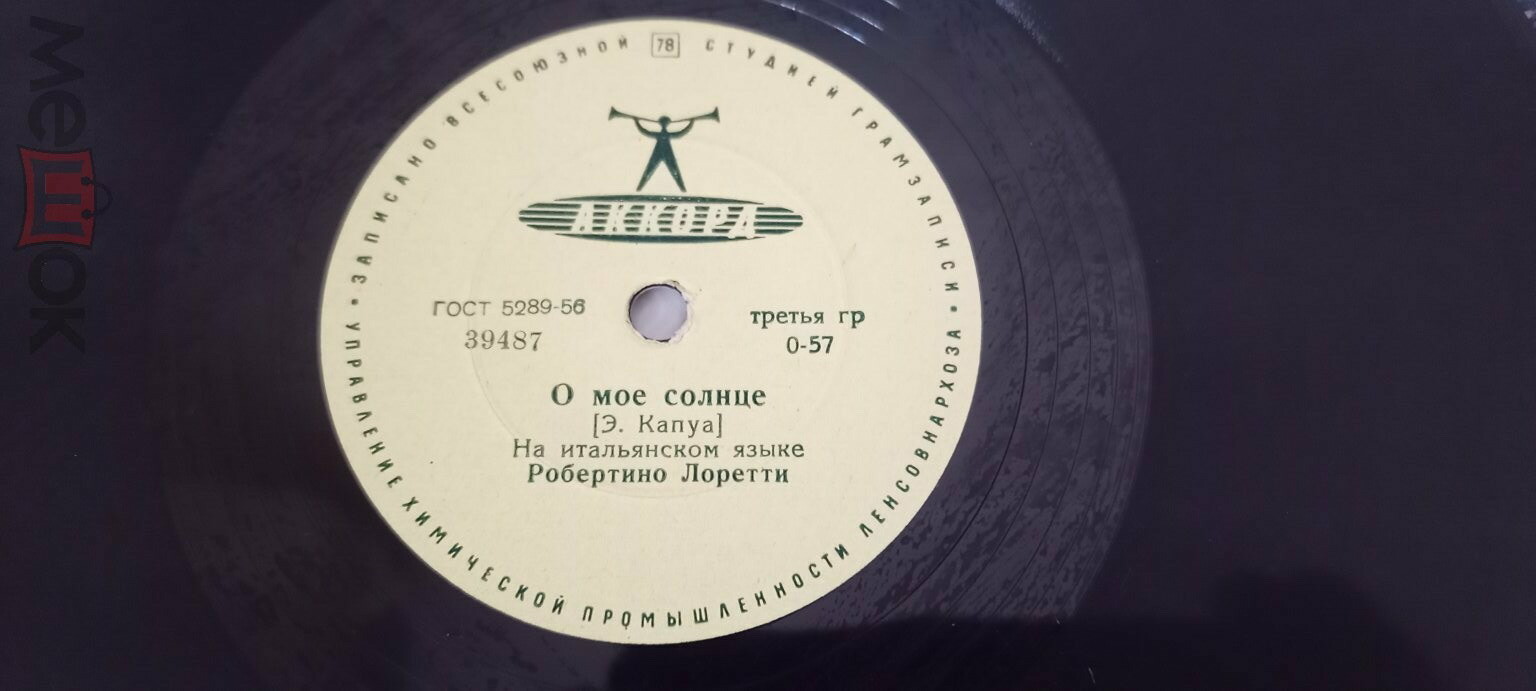 ЗАПИСАНО ВСЕСОЮЗНОЙ 78 СТУДИЕЙ ГРАМЗАПИСИ
АККОРД
ГОСТ 5289-56
39487
третья гр
0-57
О мое солнце
[Э. Капуа]
На итальянском языке
Робертино Лоретти
УПРАВЛЕНИЕ ХИМИЧЕСКОЙ ПРОМЫШЛЕННОСТИ ЛЕНСОВНАРХОЗА
мешок